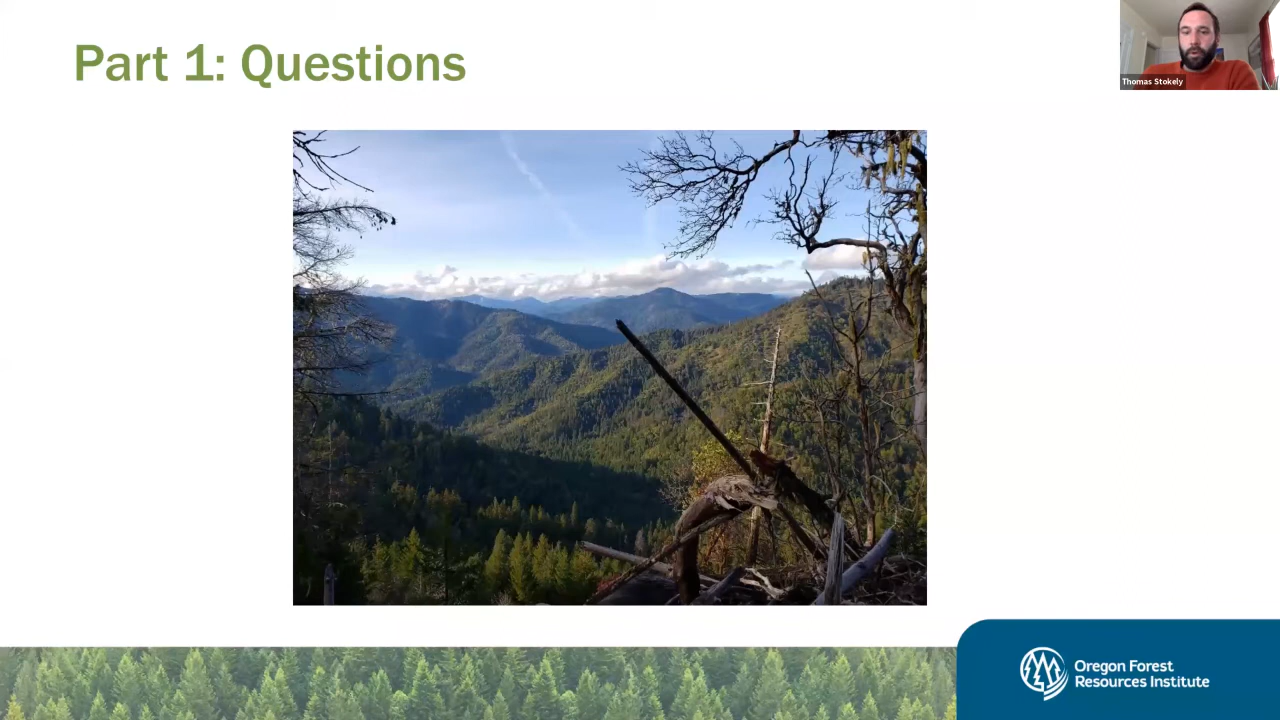 Part 1: Questions
Thomas Stokely
Oregon Forest
Resources Institute